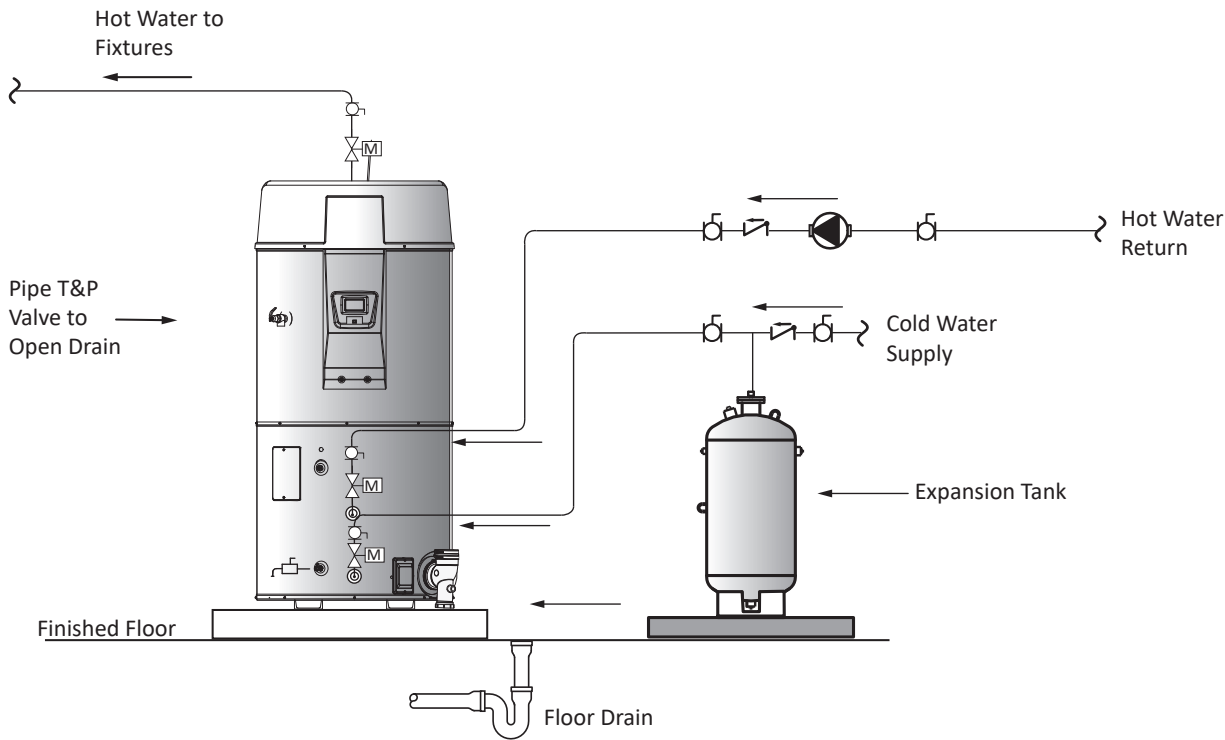 Hot Water to
Fixtures
M
Hot Water
Return
Pipe T&P
Valve to
Open Drain
Cold Water
Supply
M
Expansion Tank
M
Finished Floor
Floor Drain